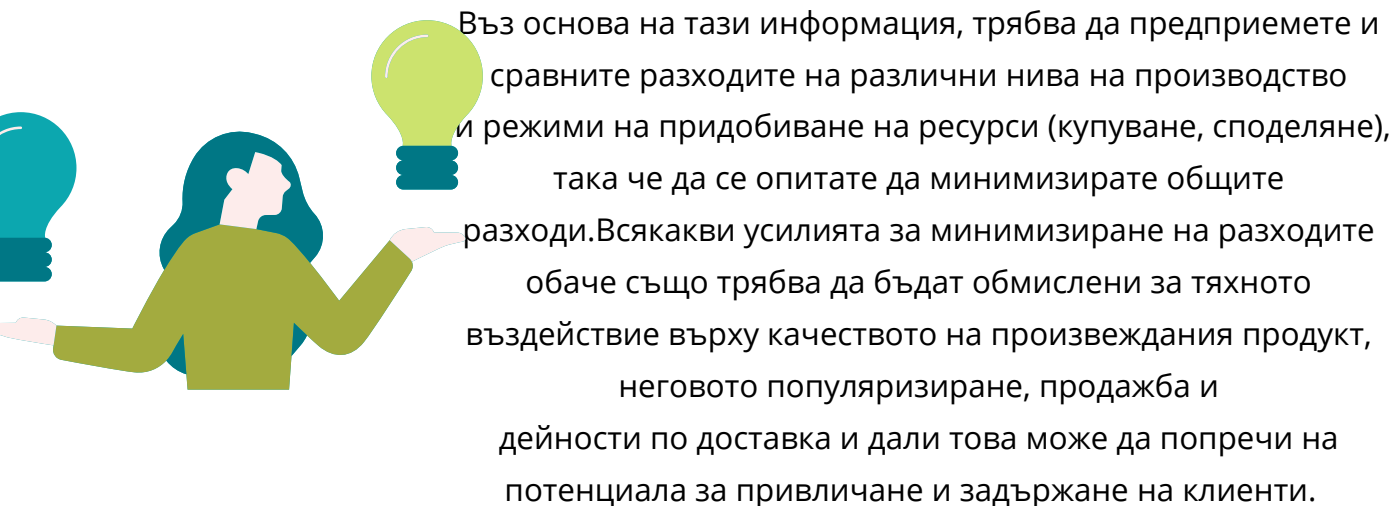 Въз основа на тази информация, трябва да предприемете и
сравните разходите на различни нива на производство
и режими на придобиване на ресурси (купуване, споделяне),
така че да се опитате да минимизирате общите
разходи.Всякакви усилията за минимизиране на разходите
обаче също трябва да бъдат обмислени за тяхното
въздействие върху качеството на произвеждания продукт,
неговото популяризиране, продажба и
дейности по доставка и дали това може да попречи на
потенциала за привличане и задържане на клиенти.